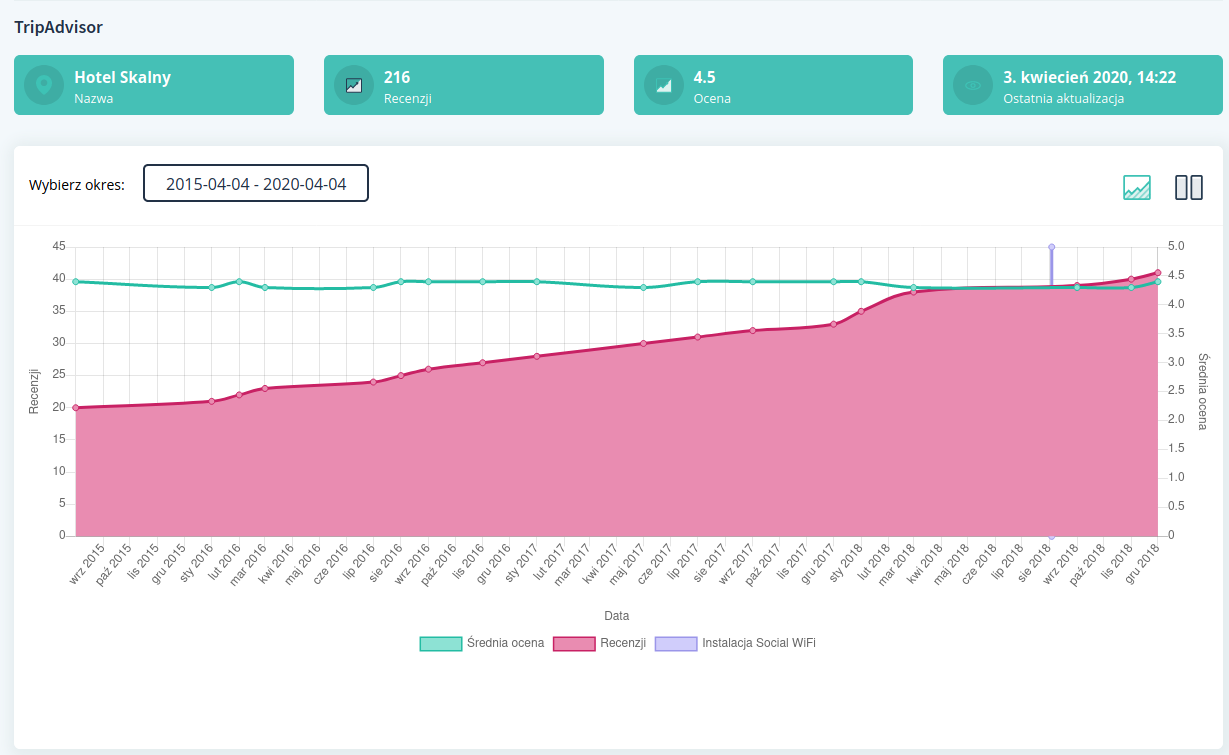 TripAdvisor
Hotel Skalny
Nazwa
216
Recenzji
4.5
Ocena
3. kwiecień 2020, 14:22
Ostatnia aktualizacja
Wybierz okres:
2015-04-04 - 2020-04-04
45
40
35
30
25
20
15
10
5
0
Recenzji
5.0
4.5
4.0
3.5
3.0
2.5
2.0
1.5
1.0
0.5
0
Średnia ocena
wrz 2015
paź 2015
lis 2015
gru 2015
sty 2016
lut 2016
mar 2016
kwi 2016
maj 2016
cze 2016
lip 2016
sie 2016
wrz 2016
paź 2016
lis 2016
gru 2016
sty 2017
lut 2017
mar 2017
kwi 2017
maj 2017
cze 2017
lip 2017
sie 2017
wrz 2017
paź 2017
lis 2017
gru 2017
sty 2018
lut 2018
mar 2018
kwi 2018
maj 2018
cze 2018
lip 2018
sie 2018
wrz 2018
paź 2018
lis 2018
gru 2018
Data
Średnia ocena
Recenzji
Instalacja Social WiFi